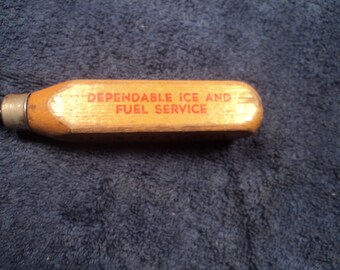 DEPENDABLE iCE AND
FUEL SERVICE